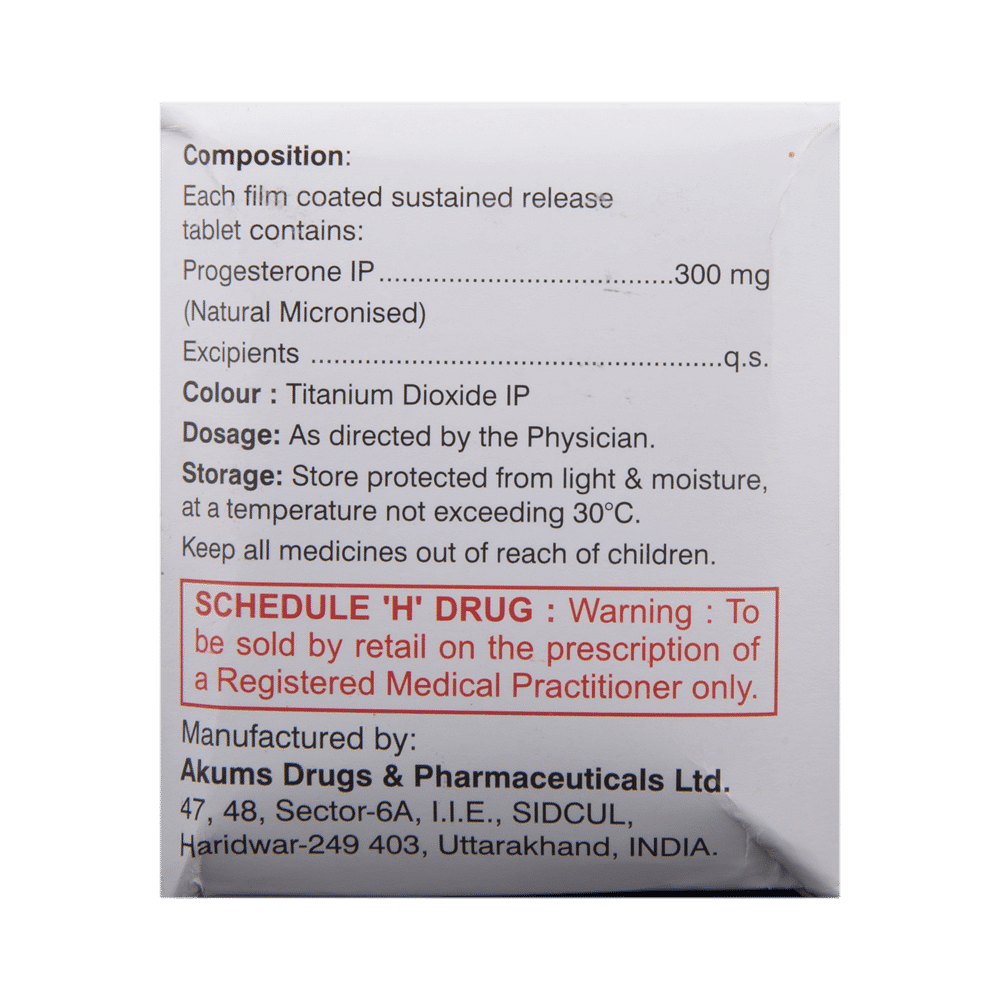 Composition:
Each film coated sustained release
tablet contains:
Progesterone IP.....................................300 mg
(Natural Micronised)
Excipients .....................................................q.s.
Colour : Titanium Dioxide IP
Dosage: As directed by the Physician.
Storage: Store protected from light & moisture,
at a temperature not exceeding 30°C.
Keep all medicines out of reach of children.
SCHEDULE 'H' DRUG : Warning : To
be sold by retail on the prescription of
a Registered Medical Practitioner only.
Manufactured by:
Akums Drugs & Pharmaceuticals Ltd.
47, 48, Sector-6A, I.I.E., SIDCUL,
Haridwar-249 403, Uttarakhand, INDIA.